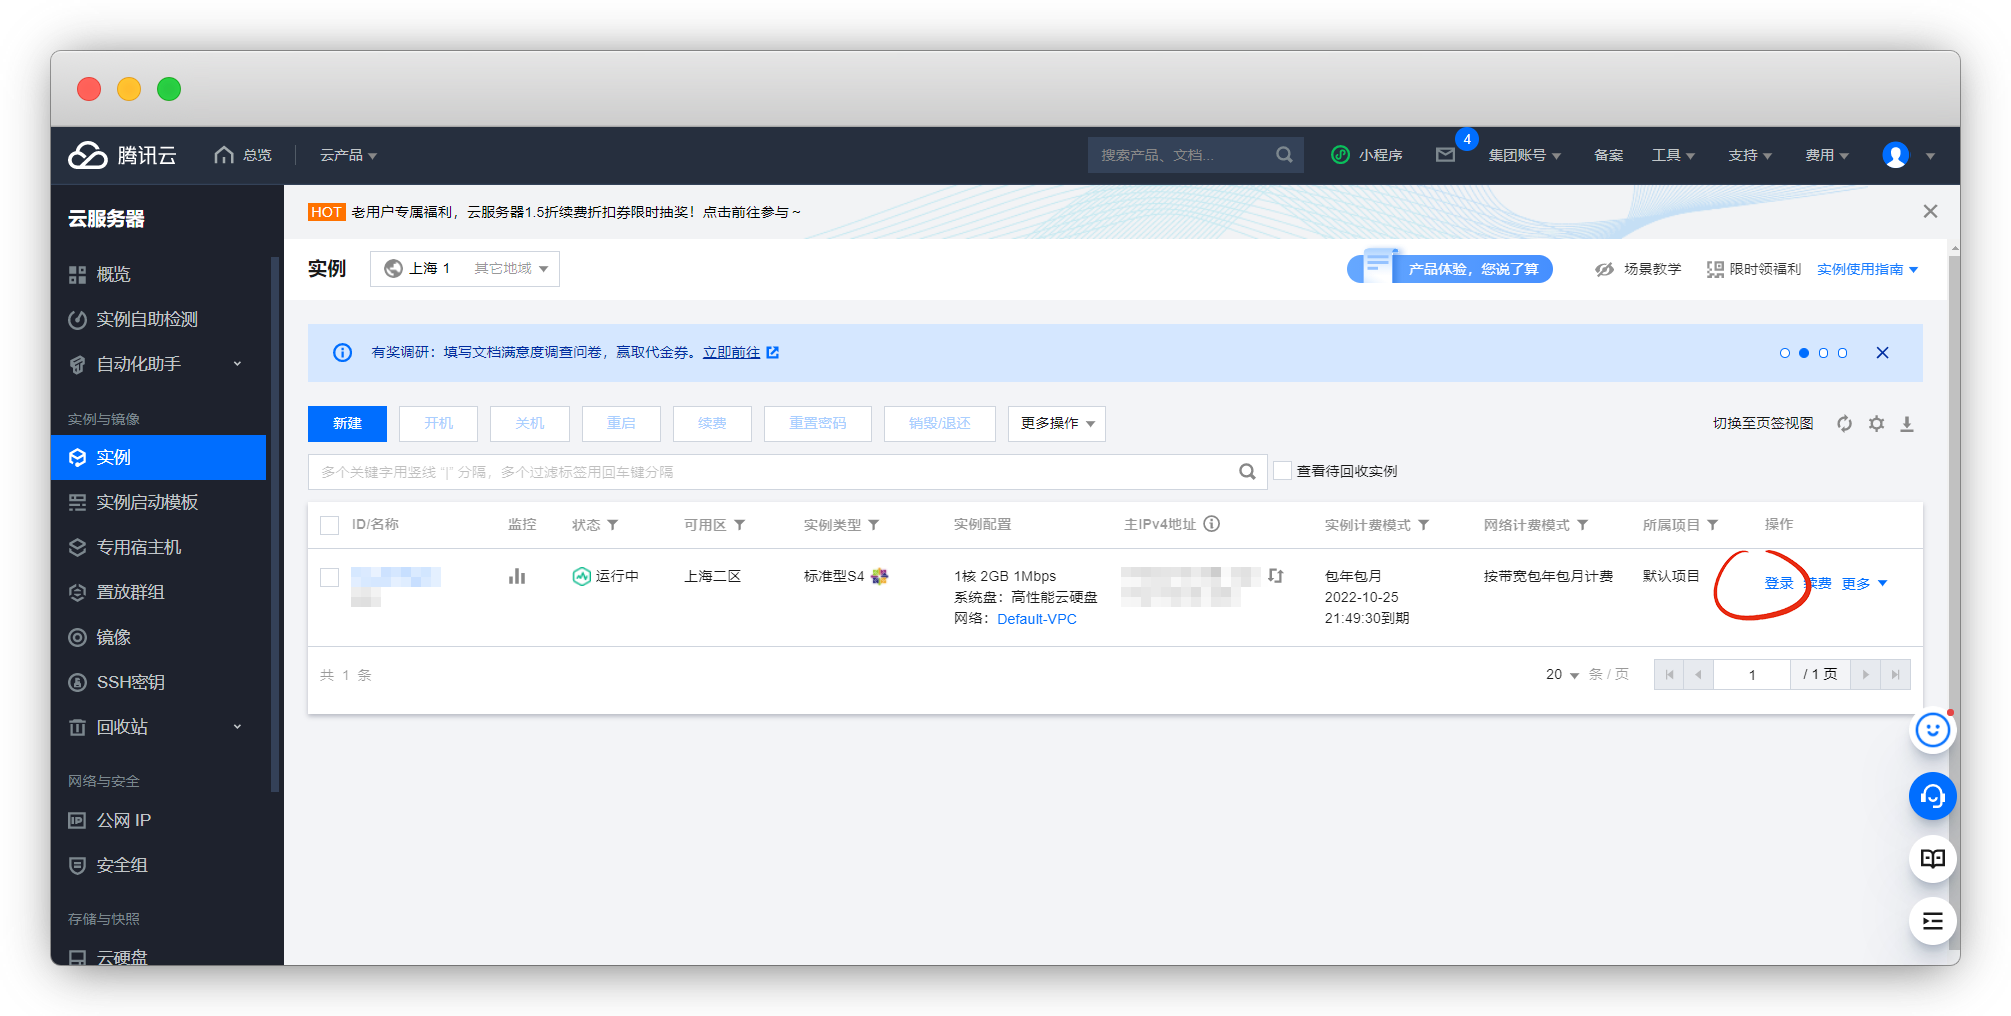 腾讯云 总览 云产品 搜索产品、文档... 小程序 4 集团账号 备案 工具 支持 费用
云服务器
概览
实例自助检测
自动化助手
实例与镜像
实例
实例启动模板
专用宿主机
置放群组
镜像
SSH密钥
回收站
网络与安全
公网 IP
安全组
存储与快照
云硬盘
HOT 老用户专属福利，云服务器1.5折续费折扣券限时抽奖！点击前往参与～
实例 上海 1 其它地域 产品体验，您说了算 场景教学 限时领福利 实例使用指南
有奖调研：填写文档满意度调查问卷，赢取代金券。立即前往
新建 开机 关机 重启 续费 重置密码 销毁/退还 更多操作 切换至页签视图
多个关键字用竖线 “|” 分隔，多个过滤标签用回车键分隔 查看待回收实例
ID/名称 监控 状态 可用区 实例类型 实例配置 主IPv4地址 实例计费模式 网络计费模式 所属项目 操作
运行中 上海二区 标准型S4 1核 2GB 1Mbps 包年包月 按带宽包年包月计费 默认项目 登录 续费 更多
系统盘：高性能云硬盘 2022-10-25
网络：Default-VPC 21:49:30到期
共 1 条 20 条 / 页 1 / 1 页